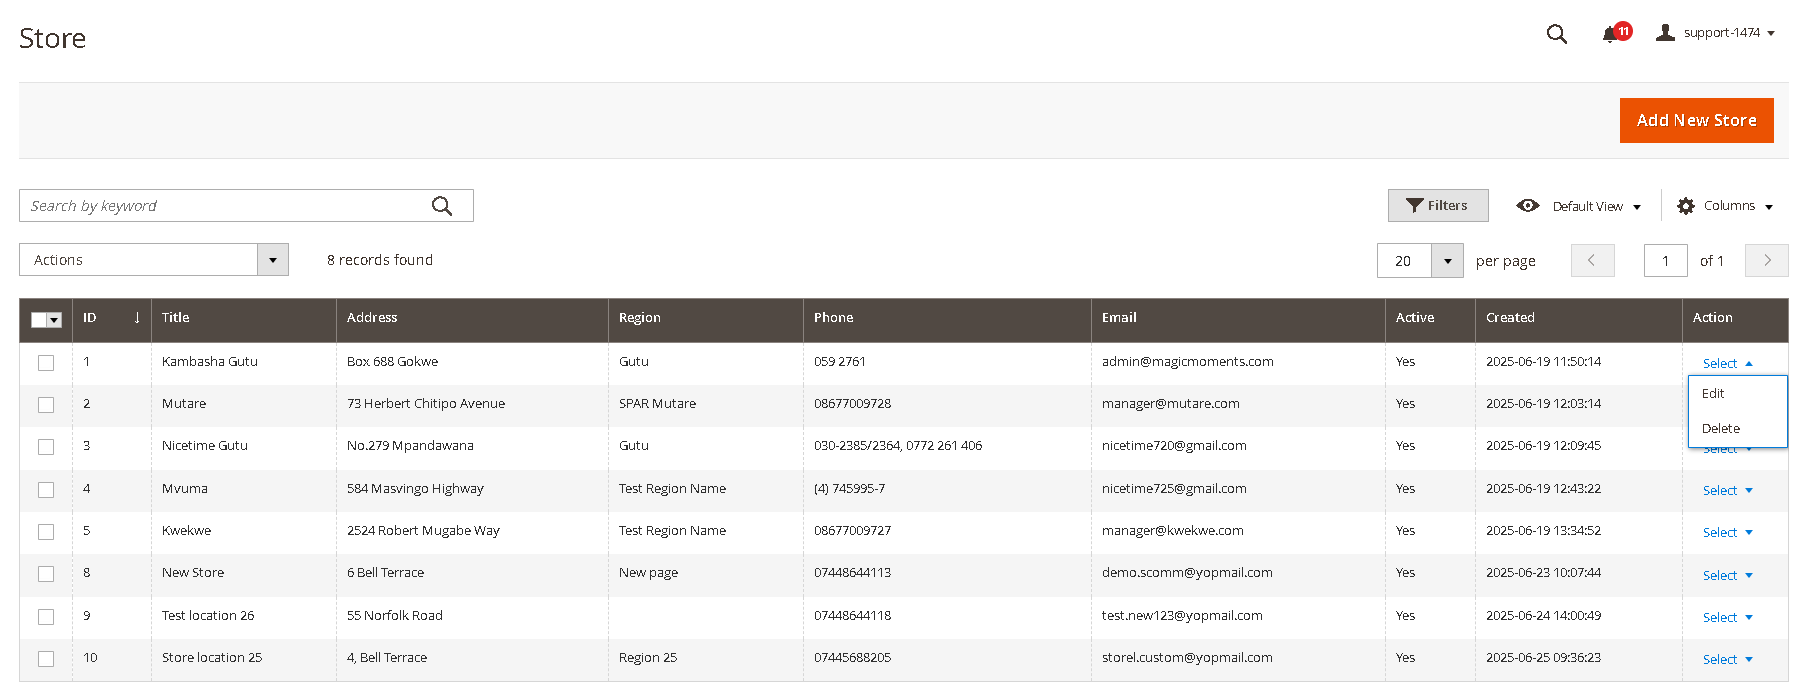 Store
11
support-1474
Add New Store
Search by keyword
Filters
Default View
Columns
Actions
8 records found
20
per page
1
of 1
ID ↓ Title Address Region Phone Email Active Created Action
1 Kambasha Gutu Box 688 Gokwe Gutu 059 2761 admin@magicmoments.com Yes 2025-06-19 11:50:14 Select
Edit
2 Mutare 73 Herbert Chitipo Avenue SPAR Mutare 08677009728 manager@mutare.com Yes 2025-06-19 12:03:14
Delete
3 Nicetime Gutu No.279 Mpandawana Gutu 030-2385/2364, 0772 261 406 nicetime720@gmail.com Yes 2025-06-19 12:09:45 Select
4 Mvuma 584 Masvingo Highway Test Region Name (4) 745995-7 nicetime725@gmail.com Yes 2025-06-19 12:43:22 Select
5 Kwekwe 2524 Robert Mugabe Way Test Region Name 08677009727 manager@kwekwe.com Yes 2025-06-19 13:34:52 Select
8 New Store 6 Bell Terrace New page 07448644113 demo.scomm@yopmail.com Yes 2025-06-23 10:07:44 Select
9 Test location 26 55 Norfolk Road 07448644118 test.new123@yopmail.com Yes 2025-06-24 14:00:49 Select
10 Store location 25 4, Bell Terrace Region 25 07445688205 storel.custom@yopmail.com Yes 2025-06-25 09:36:23 Select